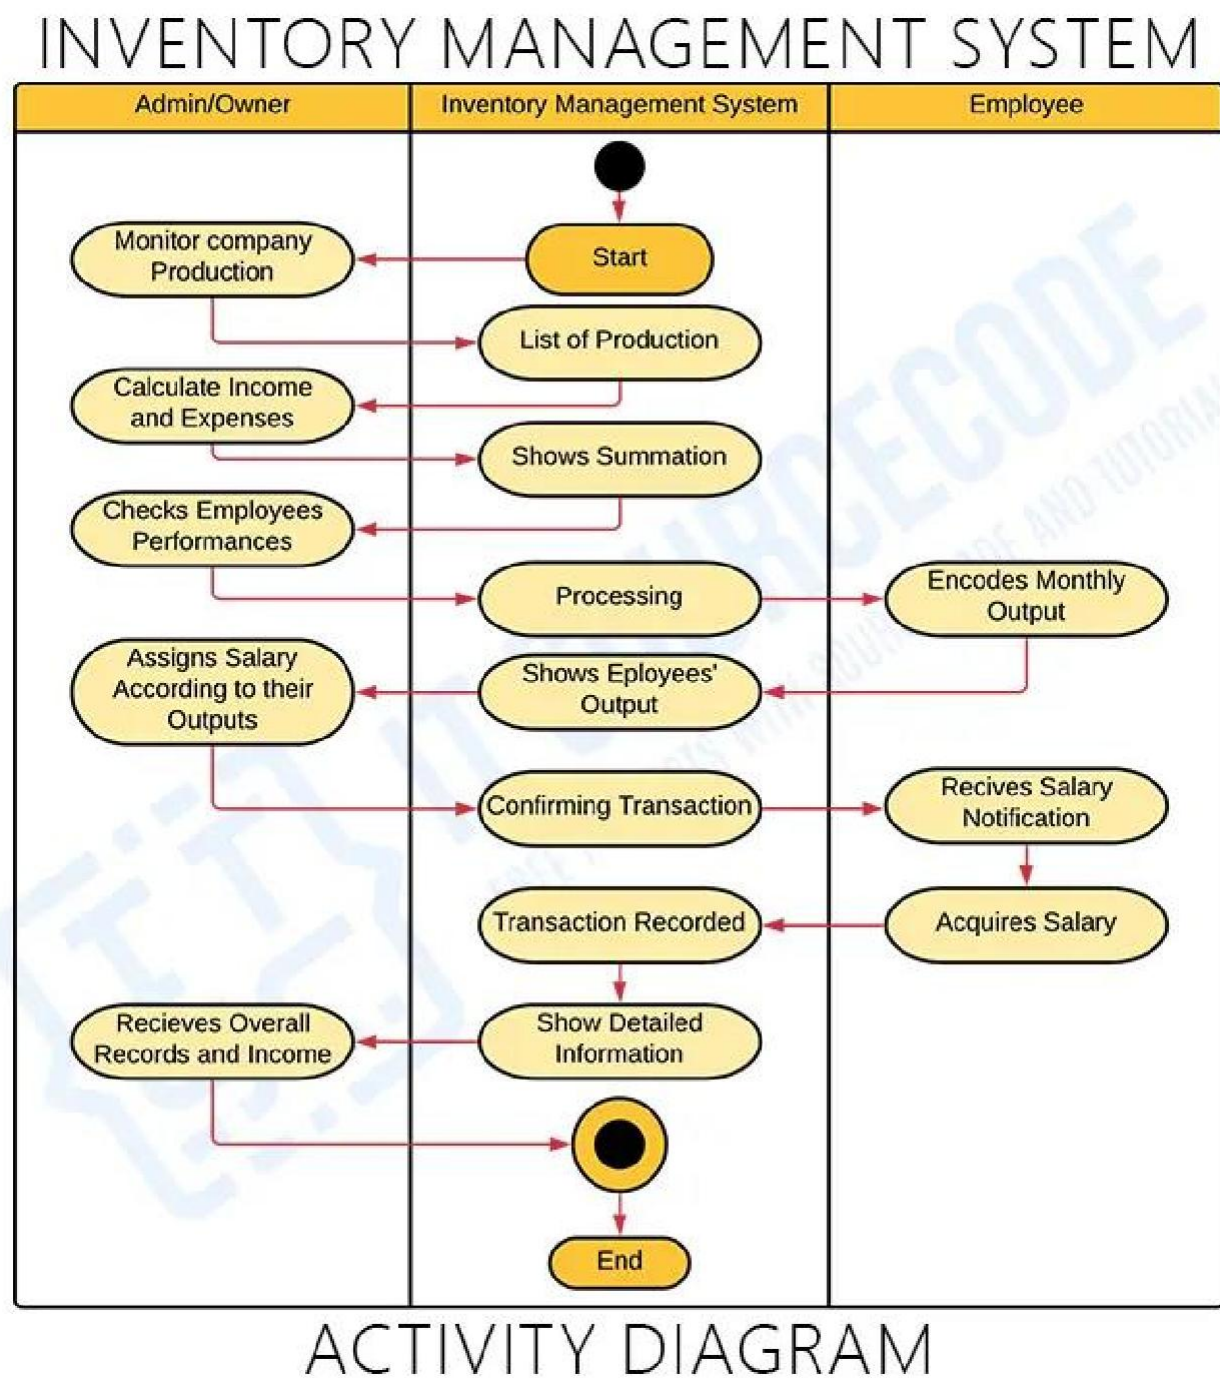 INVENTORY MANAGEMENT SYSTEM
Admin/Owner
Inventory Management System
Employee
Start
Monitor company
Production
List of Production
Calculate Income
and Expenses
Shows Summation
Checks Employees
Performances
Processing
Encodes Monthly
Output
Shows Eployees'
Output
Assigns Salary
According to their
Outputs
Confirming Transaction
Recives Salary
Notification
Acquires Salary
Transaction Recorded
Show Detailed
Information
Recieves Overall
Records and Income
End
ACTIVITY DIAGRAM